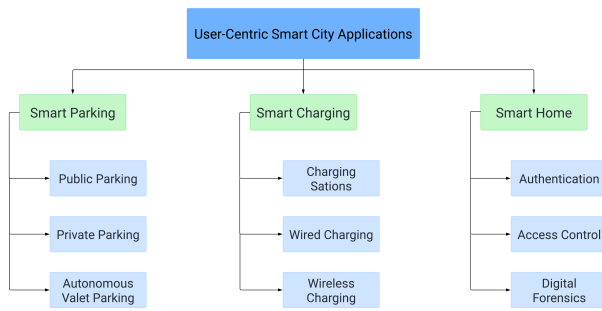 User-Centric Smart City Applications
Smart Parking
Smart Charging
Smart Home
Public Parking
Charging
Sations
Authentication
Private Parking
Wired Charging
Access Control
Autonomous
Valet Parking
Wireless
Charging
Digital
Forensics